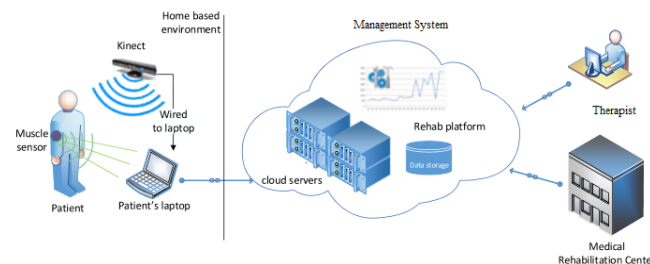 Home based
environment
Kinect
Wired
to laptop
Muscle
sensor
Patient
Patient's laptop
Management System
Rehab platform
Data storage
cloud servers
Therapist
Medical
Rehabilitation Cente